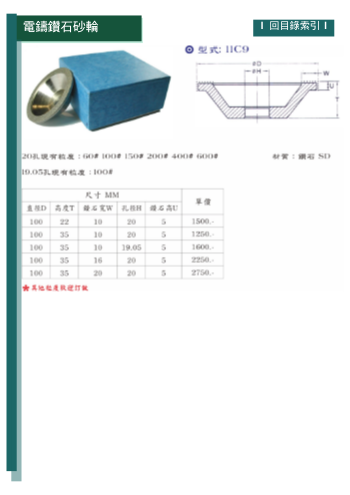 電鑄鑽石砂輪
I 回目錄索引 I
型式: 11C9
øD
øH
W
U
T
20孔現有粒度：60# 100# 150# 200# 400# 600#
材質：鑽石 SD
19.05孔現有粒度：100#
尺寸 MM 單價
直徑D 高度T 鑽石寬W 孔徑H 鑽石高U
100 22 10 20 5 1500.-
100 35 10 20 5 1250.-
100 35 10 19.05 5 1600.-
100 35 16 20 5 2250.-
100 35 20 20 5 2750.-
★其他粒度歡迎訂做